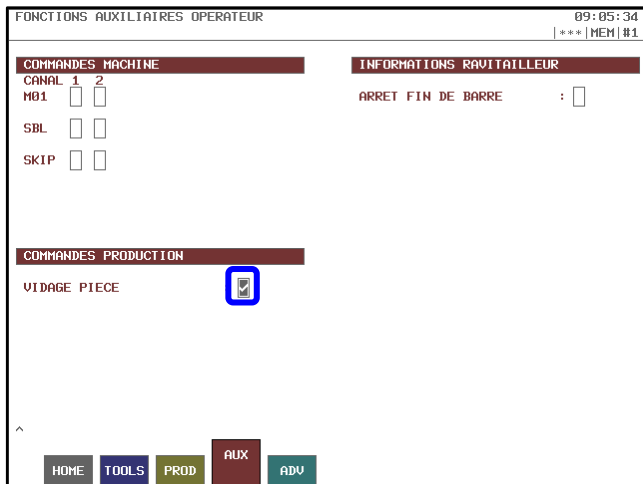 FONCTIONS AUXILIAIRES OPERATEUR 09:05:34
|***|MEM|#1
COMMANDES MACHINE
CANAL 1 2
M01
SBL
SKIP
INFORMATIONS RAVITAILLEUR
ARRET FIN DE BARRE :
COMMANDES PRODUCTION
VIDAGE PIECE
^
HOME TOOLS PROD AUX ADV